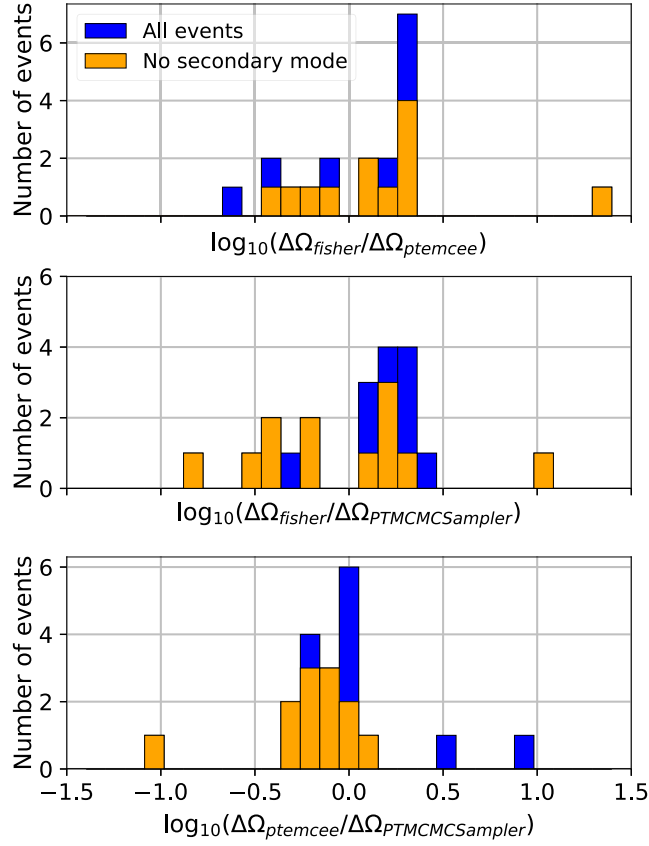 All events
No secondary mode
Number of events
6
4
2
0
log10(ΔΩfisher/ΔΩptemcee)
Number of events
6
4
2
0
log10(ΔΩfisher/ΔΩPTMCMCSampler)
Number of events
6
4
2
0
−1.5 −1.0 −0.5 0.0 0.5 1.0 1.5
log10(ΔΩptemcee/ΔΩPTMCMCSampler)